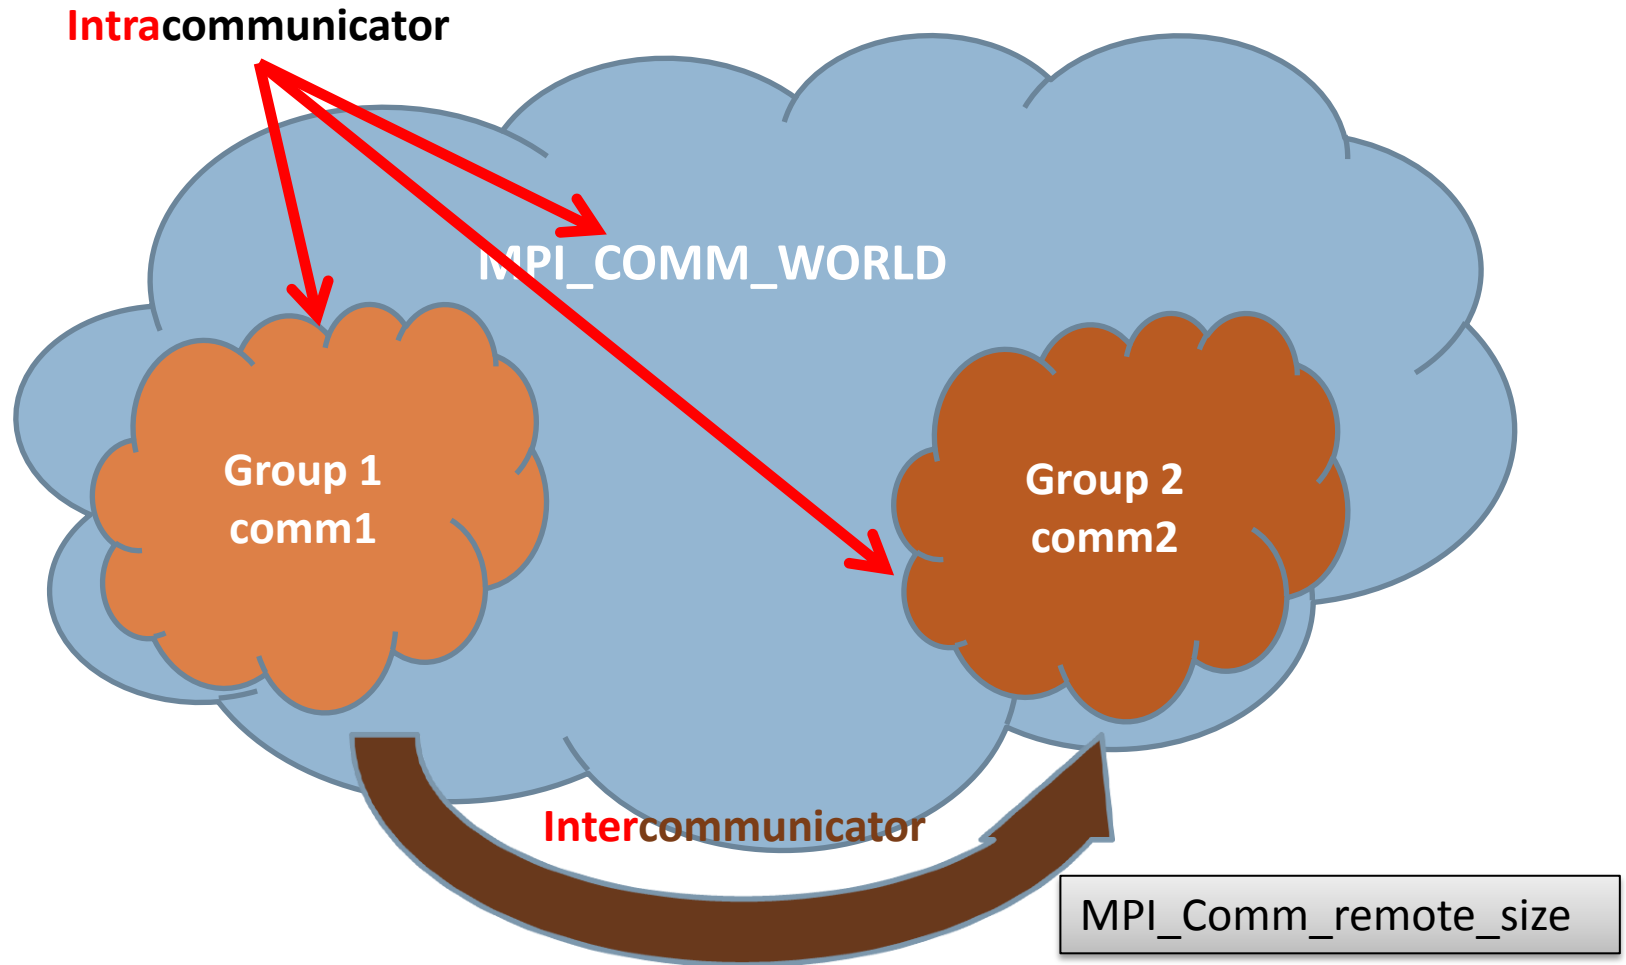 Intracommunicator
MPI_COMM_WORLD
Group 1
comm1
Group 2
comm2
Intercommunicator
MPI_Comm_remote_size